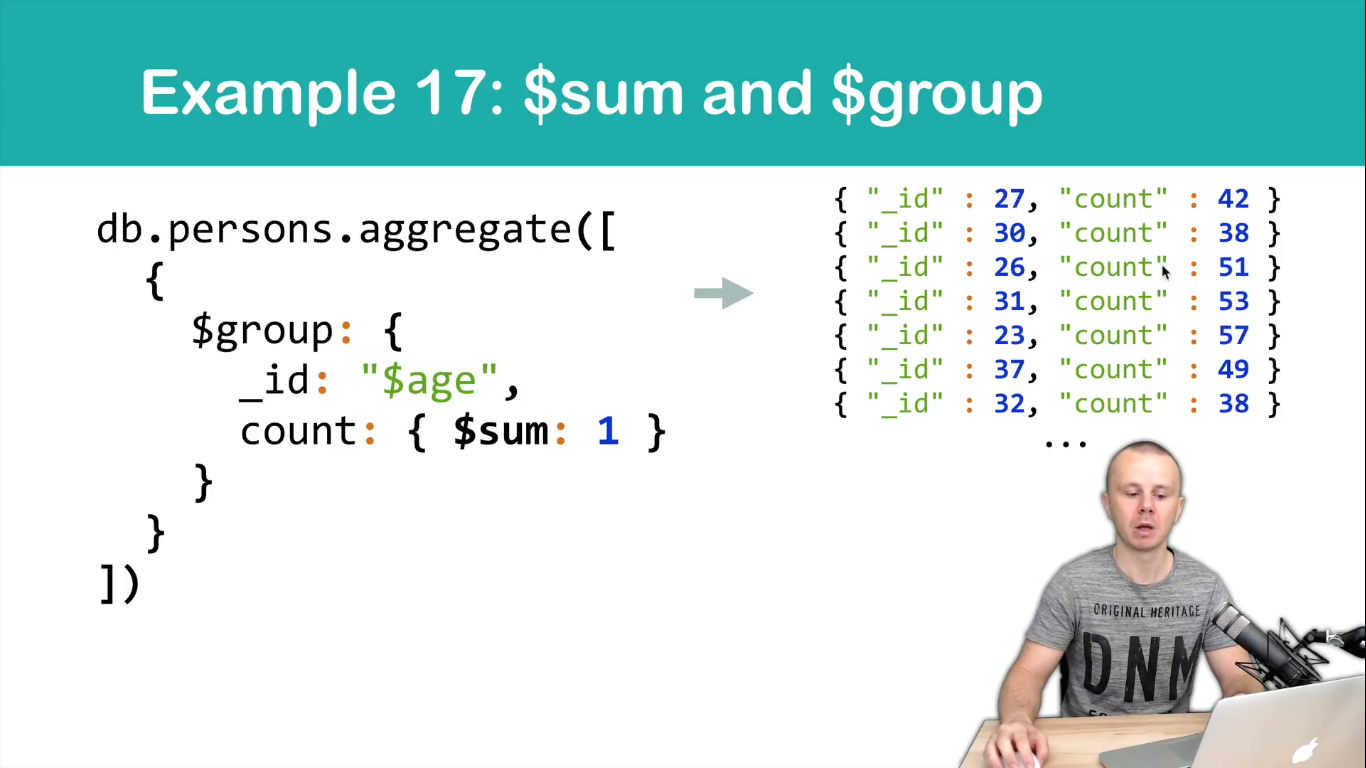 Example 17: $sum and $group
db.persons.aggregate([
{
$group: {
_id: "$age",
count: { $sum: 1 }
}
}
])
{ "_id" : 27, "count" : 42 }
{ "_id" : 30, "count" : 38 }
{ "_id" : 26, "count" : 51 }
{ "_id" : 31, "count" : 53 }
{ "_id" : 23, "count" : 57 }
{ "_id" : 37, "count" : 49 }
{ "_id" : 32, "count" : 38 }
...
ORIGINAL HERITAGE
DNM